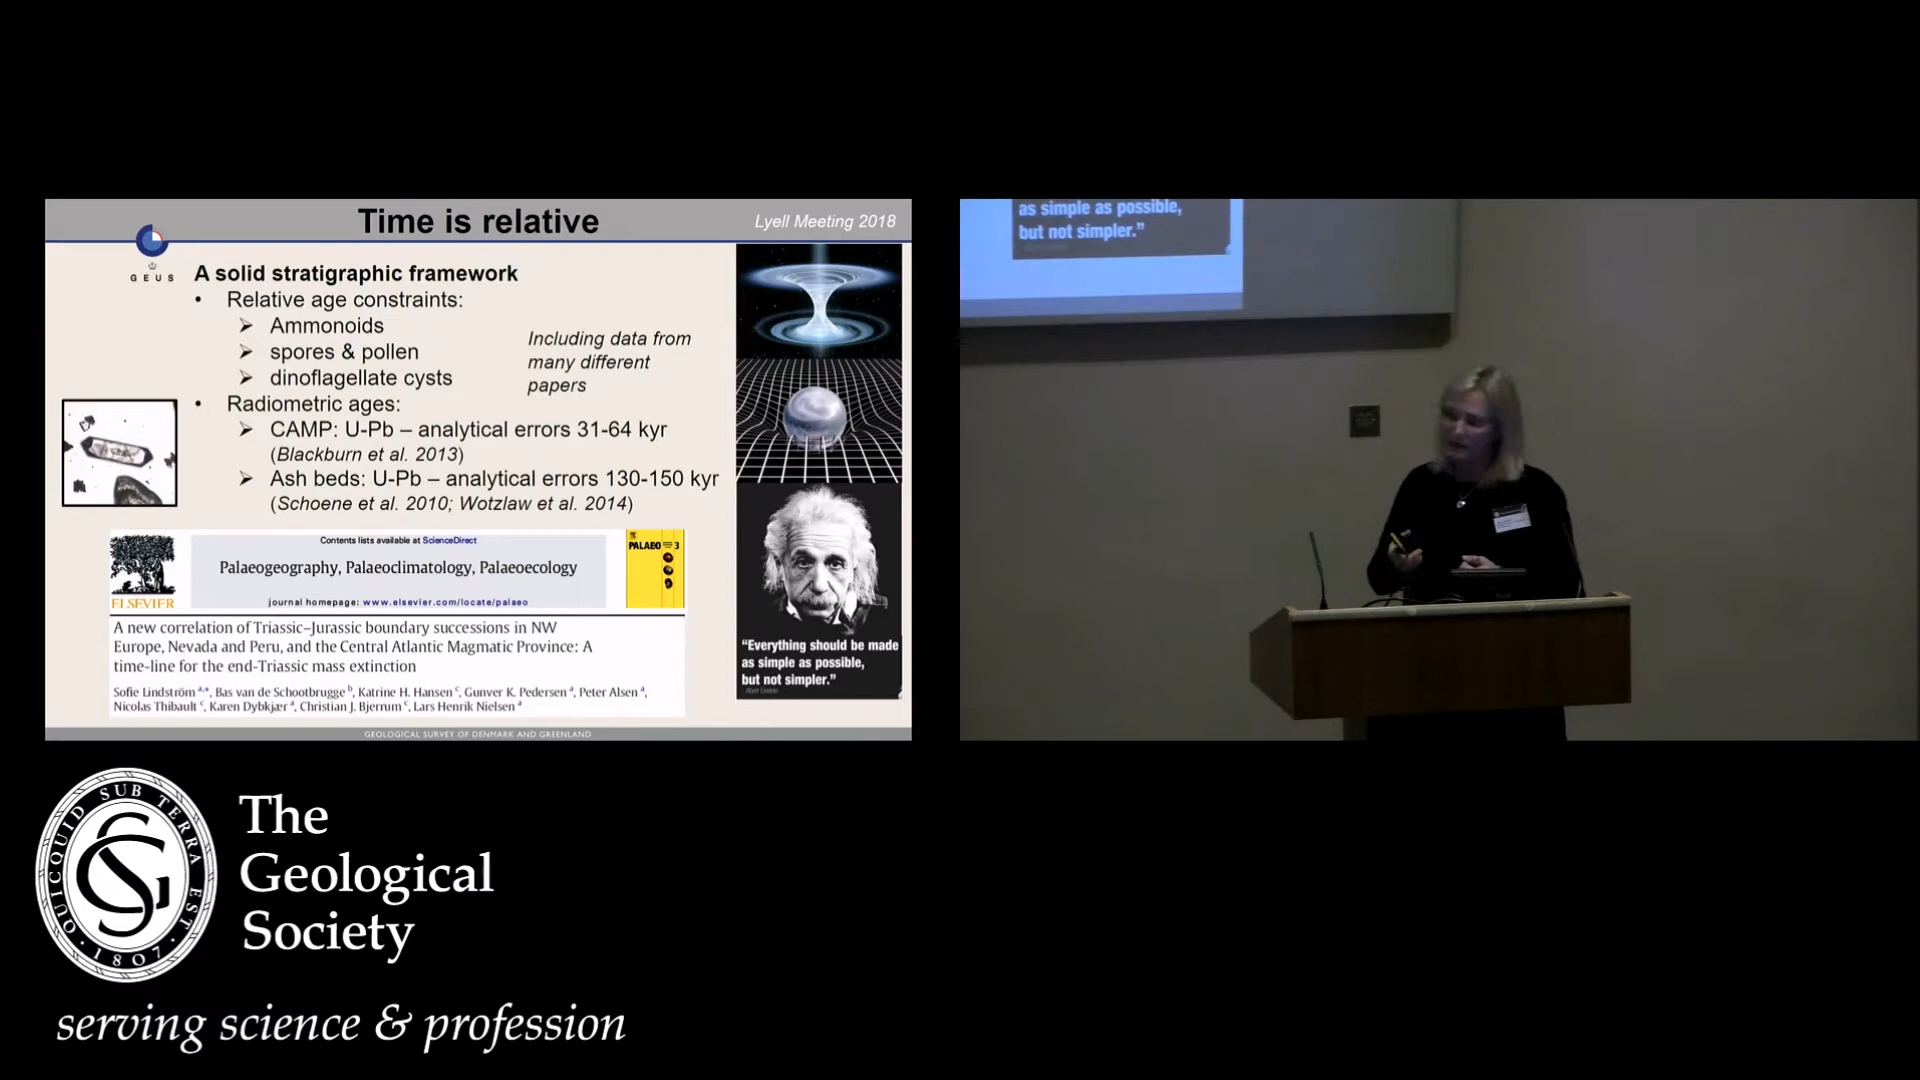 Time is relative
Lyell Meeting 2018
GEUS
A solid stratigraphic framework
• Relative age constraints:
➢ Ammonoids
➢ spores & pollen
➢ dinoflagellate cysts
Including data from
many different
papers
• Radiometric ages:
➢ CAMP: U-Pb – analytical errors 31-64 kyr
(Blackburn et al. 2013)
➢ Ash beds: U-Pb – analytical errors 130-150 kyr
(Schoene et al. 2010; Wotzlaw et al. 2014)
Contents lists available at ScienceDirect
Palaeogeography, Palaeoclimatology, Palaeoecology
journal homepage: www.elsevier.com/locate/palaeo
ELSEVIER
PALAEO 3
A new correlation of Triassic–Jurassic boundary successions in NW
Europe, Nevada and Peru, and the Central Atlantic Magmatic Province: A
time-line for the end-Triassic mass extinction
Sofie Lindström a,*, Bas van de Schootbrugge b, Katrine H. Hansen c, Gunver K. Pedersen a, Peter Alsen a,
Nicolas Thibault c, Karen Dybkjær a, Christian J. Bjerrum c, Lars Henrik Nielsen a
“Everything should be made
as simple as possible,
but not simpler.”
- Albert Einstein
GEOLOGICAL SURVEY OF DENMARK AND GREENLAND
as simple as possible,
but not simpler.”
QUICQUID SUB TERRA EST
1807
The
Geological
Society
serving science & profession